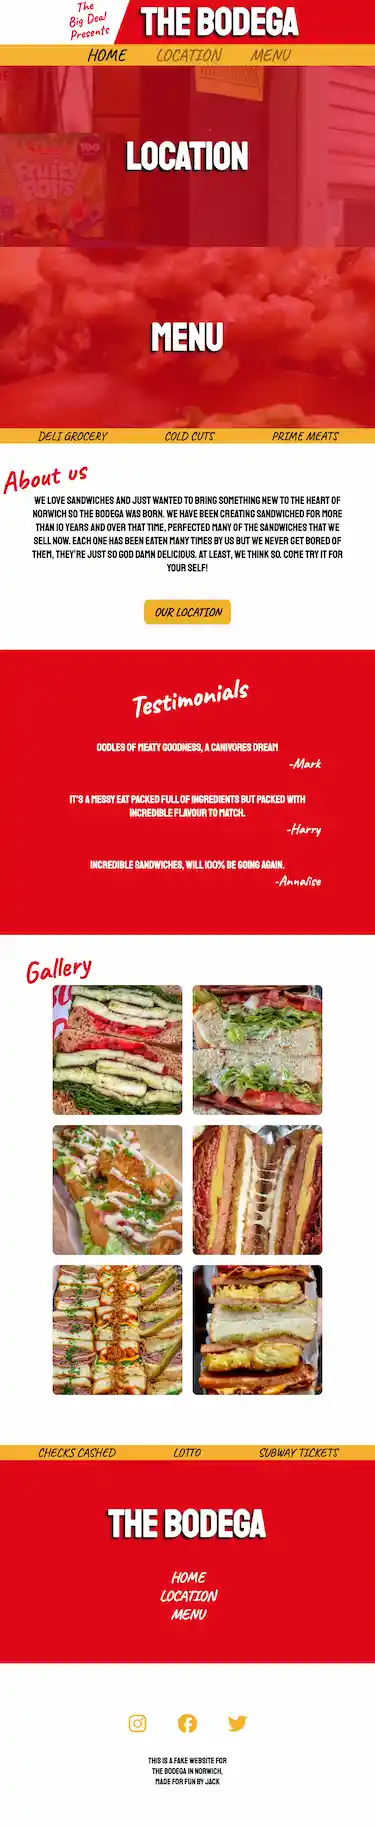 The
Big Deal
Presents
THE BODEGA
HOME LOCATION MENU
100
Fruity
POPS
LOCATION
MENU
DELI GROCERY COLD CUTS PRIME MEATS
About us
WE LOVE SANDWICHES AND JUST WANTED TO BRING SOMETHING NEW TO THE HEART OF
NORWICH SO THE BODEGA WAS BORN. WE HAVE BEEN CREATING SANDWICHED FOR MORE
THAN 10 YEARS AND OVER THAT TIME, PERFECTED MANY OF THE SANDWICHES THAT WE
SELL NOW. EACH ONE HAS BEEN EATEN MANY TIMES BY US BUT WE NEVER GET BORED OF
THEM, THEY'RE JUST SO GOD DAMN DELICIOUS. AT LEAST, WE THINK SO. COME TRY IT FOR
YOUR SELF!
OUR LOCATION
Testimonials
OODLES OF MEATY GOODNESS, A CANIVORES DREAM
-Mark
IT'S A MESSY EAT PACKED FULL OF INGREDIENTS BUT PACKED WITH
INCREDIBLE FLAVOUR TO MATCH.
-Harry
INCREDIBLE SANDWICHES, WILL 100% BE GOING AGAIN.
-Annalise
Gallery
CHECKS CASHED LOTTO SUBWAY TICKETS
THE BODEGA
HOME
LOCATION
MENU
THIS IS A FAKE WEBSITE FOR
THE BODEGA IN NORWICH,
MADE FOR FUN BY JACK